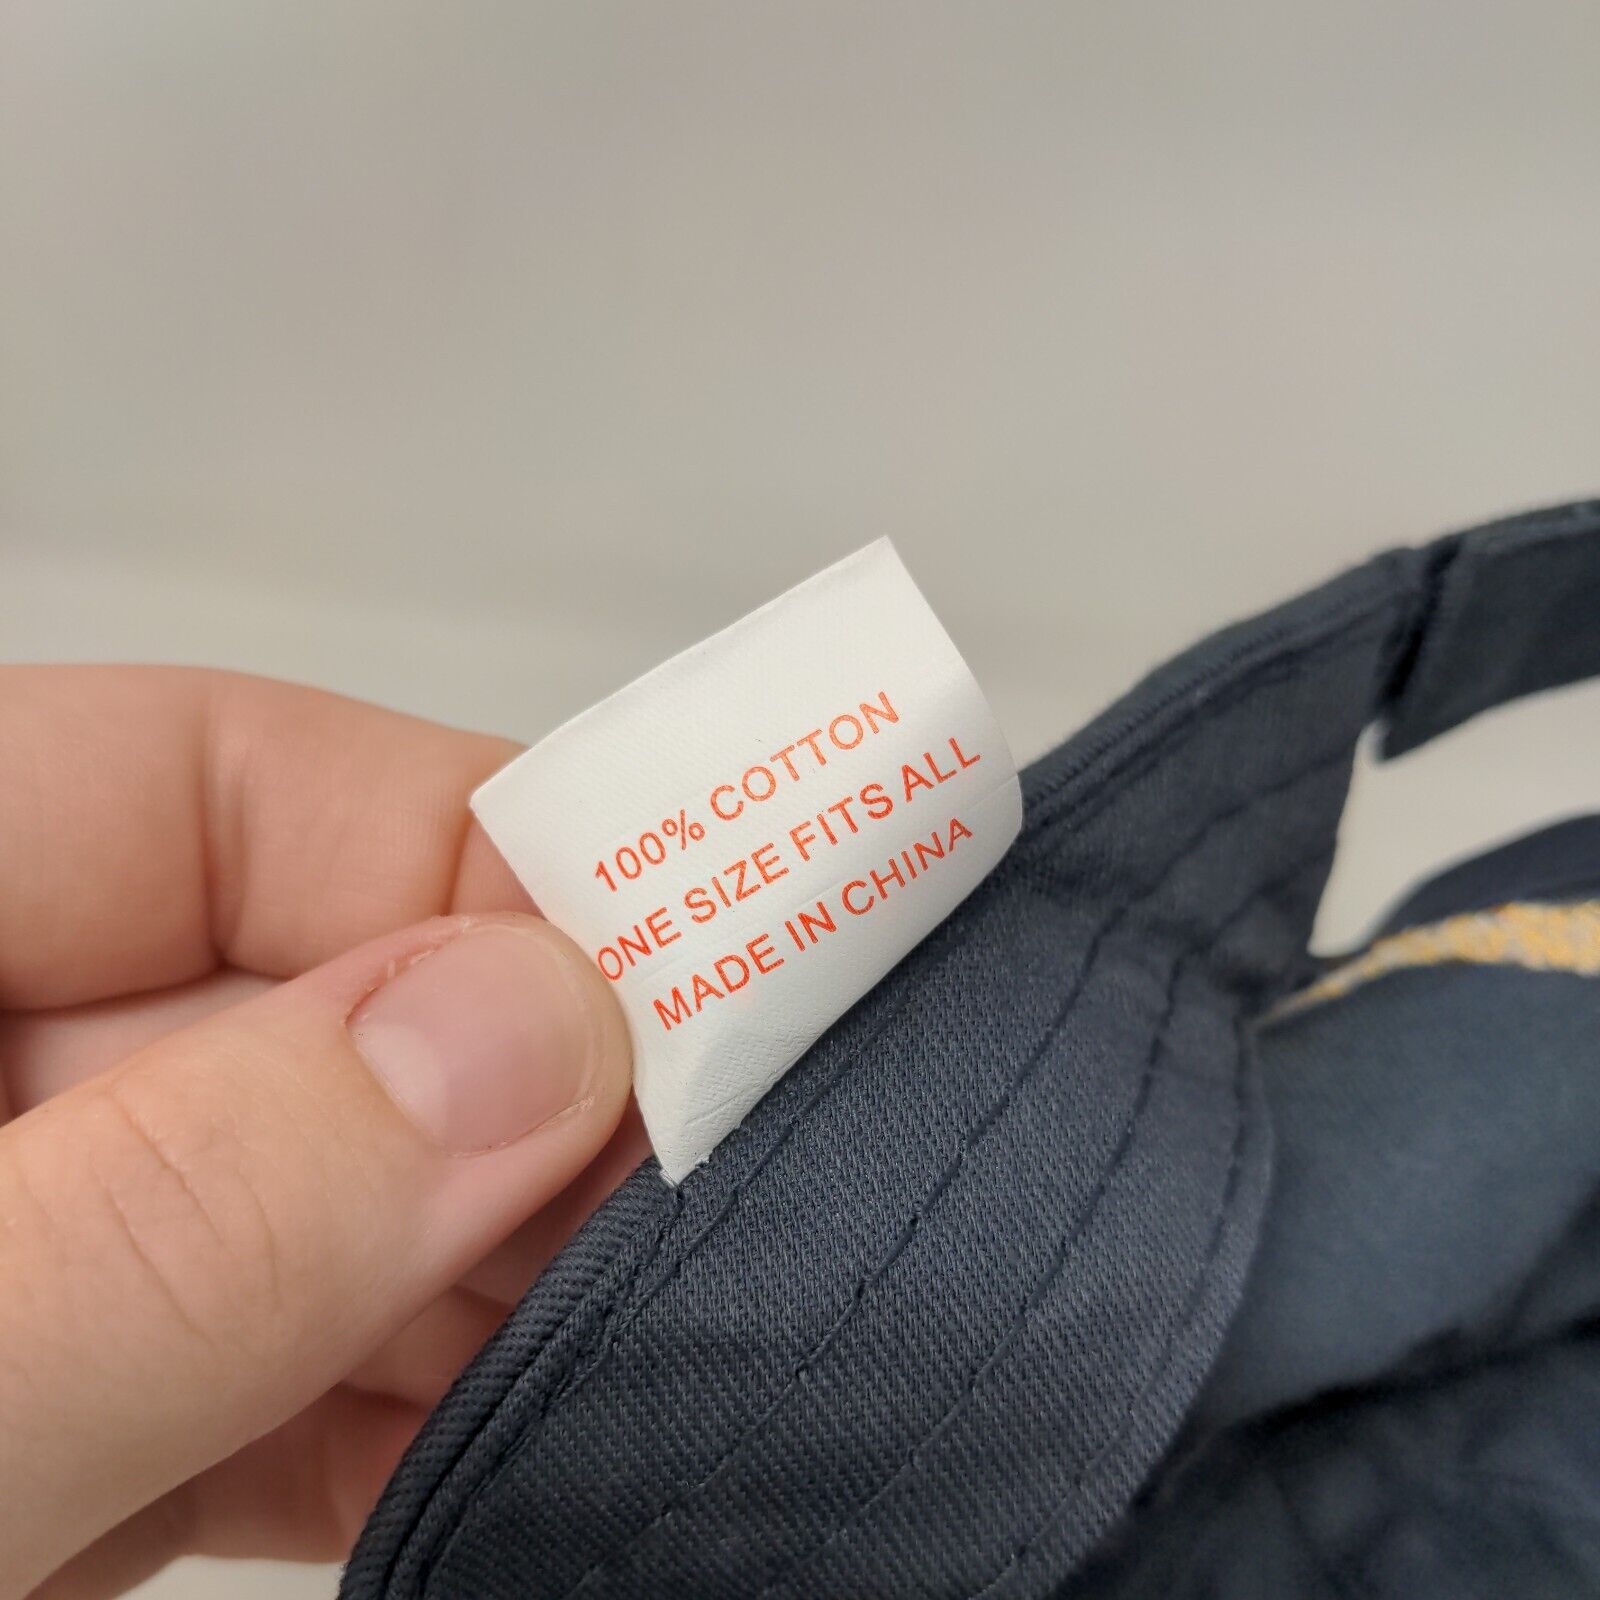 100% COTTON
ONE SIZE FITS ALL
MADE IN CHINA